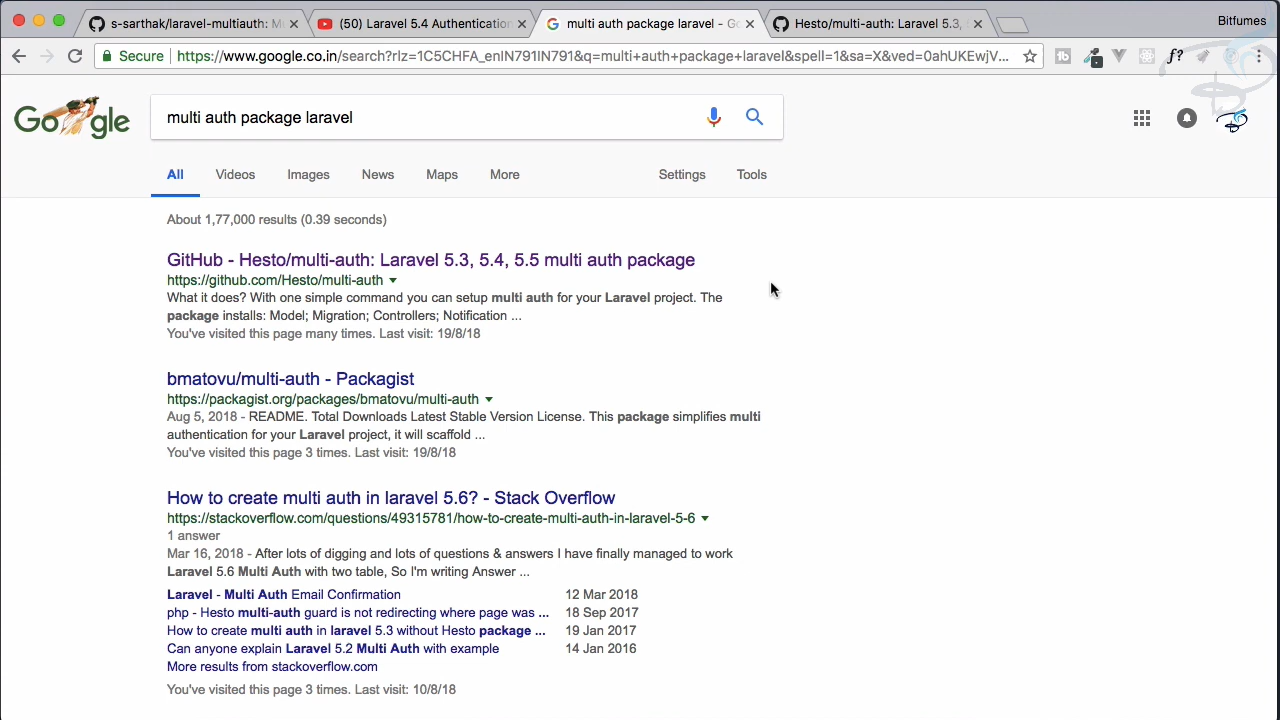 s-sarthak/laravel-multiauth: M
(50) Laravel 5.4 Authentication
multi auth package laravel - Go
Hesto/multi-auth: Laravel 5.3, 5
Bitfumes
Secure
https://www.google.co.in/search?rlz=1C5CHFA_enIN791IN791&q=multi+auth+package+laravel&spell=1&sa=X&ved=0ahUKEwjV...
f?
Google
multi auth package laravel
All Videos Images News Maps More Settings Tools
About 1,77,000 results (0.39 seconds)
GitHub - Hesto/multi-auth: Laravel 5.3, 5.4, 5.5 multi auth package
https://github.com/Hesto/multi-auth
What it does? With one simple command you can setup multi auth for your Laravel project. The
package installs: Model; Migration; Controllers; Notification ...
You've visited this page many times. Last visit: 19/8/18
bmatovu/multi-auth - Packagist
https://packagist.org/packages/bmatovu/multi-auth
Aug 5, 2018 - README. Total Downloads Latest Stable Version License. This package simplifies multi
authentication for your Laravel project, it will scaffold ...
You've visited this page 3 times. Last visit: 19/8/18
How to create multi auth in laravel 5.6? - Stack Overflow
https://stackoverflow.com/questions/49315781/how-to-create-multi-auth-in-laravel-5-6
1 answer
Mar 16, 2018 - After lots of digging and lots of questions & answers I have finally managed to work
Laravel 5.6 Multi Auth with two table, So I'm writing Answer ...
Laravel - Multi Auth Email Confirmation 12 Mar 2018
php - Hesto multi-auth guard is not redirecting where page was ... 18 Sep 2017
How to create multi auth in laravel 5.3 without Hesto package ... 19 Jan 2017
Can anyone explain Laravel 5.2 Multi Auth with example 14 Jan 2016
More results from stackoverflow.com
You've visited this page 3 times. Last visit: 10/8/18